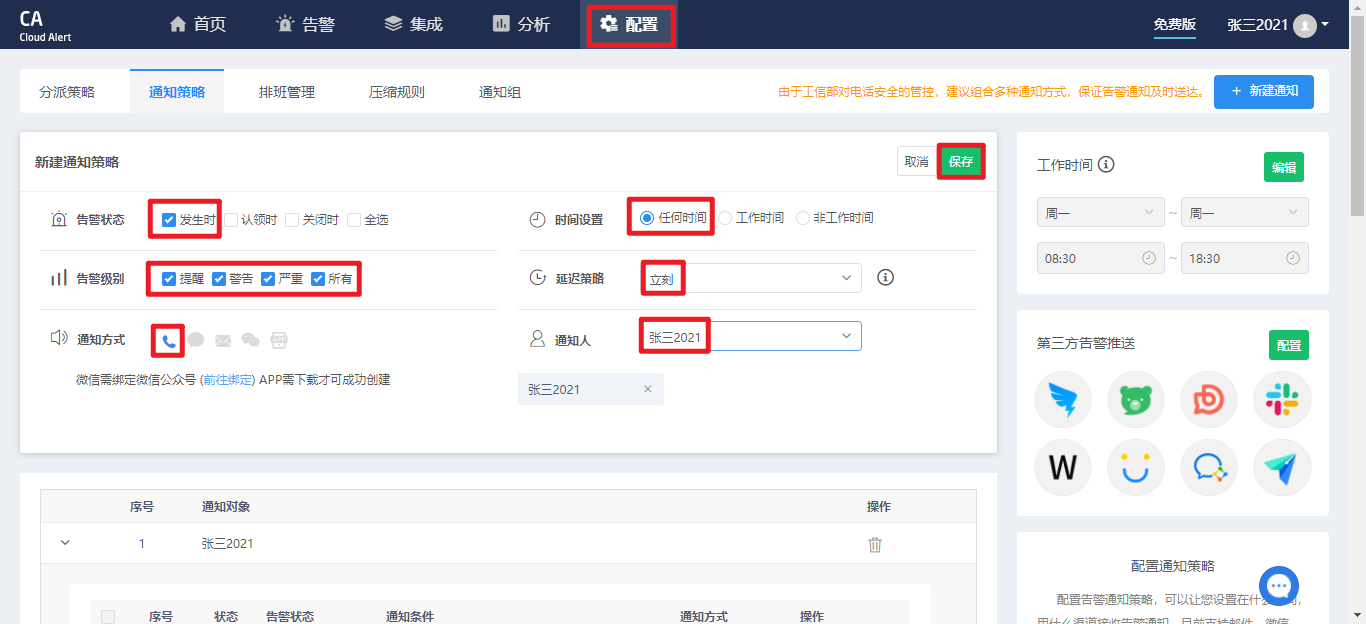 CA
Cloud Alert
首页
告警
集成
分析
配置
免费版
张三2021
分派策略
通知策略
排班管理
压缩规则
通知组
由于工信部对电话安全的管控，建议组合多种通知方式，保证告警通知及时送达。
+ 新建通知
新建通知策略
取消
保存
告警状态
发生时
认领时
关闭时
全选
时间设置
任何时间
工作时间
非工作时间
告警级别
提醒
警告
严重
所有
延迟策略
立刻
通知方式
APP
通知人
张三2021
微信需绑定微信公众号 (前往绑定) APP需下载才可成功创建
张三2021 ×
序号
通知对象
操作
1
张三2021
序号
状态
告警状态
通知条件
通知方式
操作
工作时间
编辑
周一 ~ 周一
08:30 ~ 18:30
第三方告警推送
配置
W
配置通知策略
配置告警通知策略，可以让您设置在什
用什么渠道接收告警通知。目前支持邮件、微信